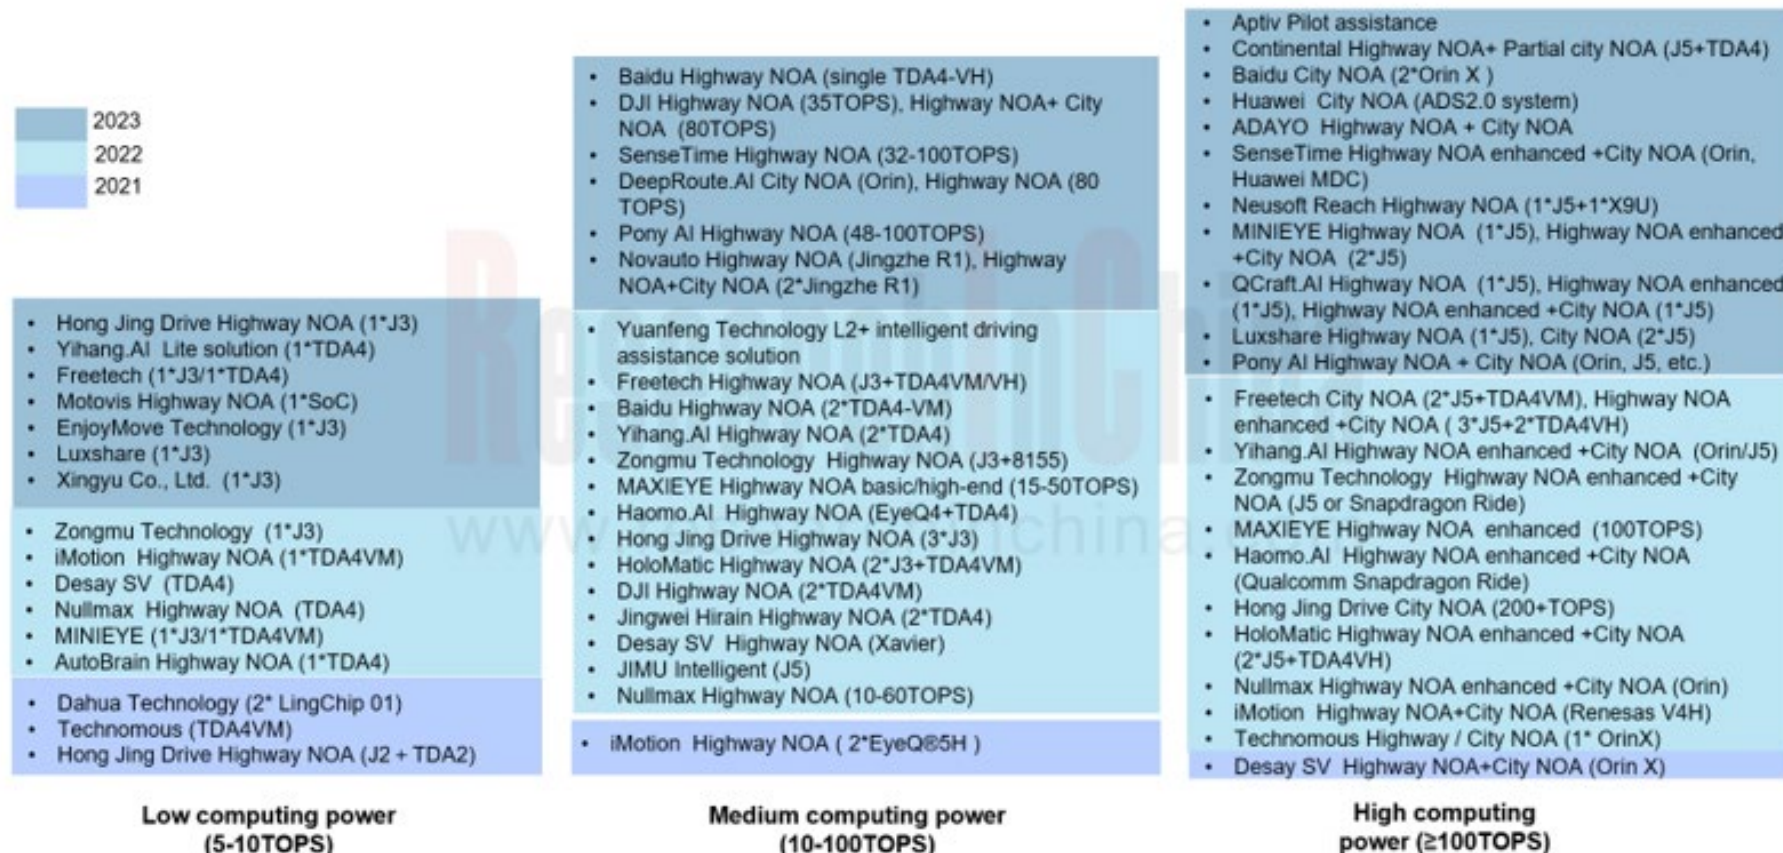 2023
2022
2021
• Hong Jing Drive Highway NOA (1*J3)
• Yihang.AI Lite solution (1*TDA4)
• Freetech (1*J3/1*TDA4)
• Motovis Highway NOA (1*SoC)
• EnjoyMove Technology (1*J3)
• Luxshare (1*J3)
• Xingyu Co., Ltd. (1*J3)
• Zongmu Technology (1*J3)
• iMotion Highway NOA (1*TDA4VM)
• Desay SV (TDA4)
• Nullmax Highway NOA (TDA4)
• MINIEYE (1*J3/1*TDA4VM)
• AutoBrain Highway NOA (1*TDA4)
• Dahua Technology (2* LingChip 01)
• Technomous (TDA4VM)
• Hong Jing Drive Highway NOA (J2 + TDA2)
Low computing power
(5-10TOPS)
• Baidu Highway NOA (single TDA4-VH)
• DJI Highway NOA (35TOPS), Highway NOA+ City
NOA (80TOPS)
• SenseTime Highway NOA (32-100TOPS)
• DeepRoute.AI City NOA (Orin), Highway NOA (80
TOPS)
• Pony AI Highway NOA (48-100TOPS)
• Novauto Highway NOA (Jingzhe R1), Highway
NOA+City NOA (2*Jingzhe R1)
• Yuanfeng Technology L2+ intelligent driving
assistance solution
• Freetech Highway NOA (J3+TDA4VM/VH)
• Baidu Highway NOA (2*TDA4-VM)
• Yihang.AI Highway NOA (2*TDA4)
• Zongmu Technology Highway NOA (J3+8155)
• MAXIEYE Highway NOA basic/high-end (15-50TOPS)
• Haomo.AI Highway NOA (EyeQ4+TDA4)
• Hong Jing Drive Highway NOA (3*J3)
• HoloMatic Highway NOA (2*J3+TDA4VM)
• DJI Highway NOA (2*TDA4VM)
• Jingwei Hirain Highway NOA (2*TDA4)
• Desay SV Highway NOA (Xavier)
• JIMU Intelligent (J5)
• Nullmax Highway NOA (10-60TOPS)
• iMotion Highway NOA ( 2*EyeQ®5H )
Medium computing power
(10-100TOPS)
• Aptiv Pilot assistance
• Continental Highway NOA+ Partial city NOA (J5+TDA4)
• Baidu City NOA (2*Orin X )
• Huawei City NOA (ADS2.0 system)
• ADAYO Highway NOA + City NOA
• SenseTime Highway NOA enhanced +City NOA (Orin,
Huawei MDC)
• Neusoft Reach Highway NOA (1*J5+1*X9U)
• MINIEYE Highway NOA (1*J5), Highway NOA enhanced
+City NOA (2*J5)
• QCraft.AI Highway NOA (1*J5), Highway NOA enhanced
(1*J5), Highway NOA enhanced +City NOA (1*J5)
• Luxshare Highway NOA (1*J5), City NOA (2*J5)
• Pony AI Highway NOA + City NOA (Orin, J5, etc.)
• Freetech City NOA (2*J5+TDA4VM), Highway NOA
enhanced +City NOA ( 3*J5+2*TDA4VH)
• Yihang.AI Highway NOA enhanced +City NOA (Orin/J5)
• Zongmu Technology Highway NOA enhanced +City
NOA (J5 or Snapdragon Ride)
• MAXIEYE Highway NOA enhanced (100TOPS)
• Haomo.AI Highway NOA enhanced +City NOA
(Qualcomm Snapdragon Ride)
• Hong Jing Drive City NOA (200+TOPS)
• HoloMatic Highway NOA enhanced +City NOA
(2*J5+TDA4VH)
• Nullmax Highway NOA enhanced +City NOA (Orin)
• iMotion Highway NOA+City NOA (Renesas V4H)
• Technomous Highway / City NOA (1* OrinX)
• Desay SV Highway NOA+City NOA (Orin X)
High computing
power (≥100TOPS)